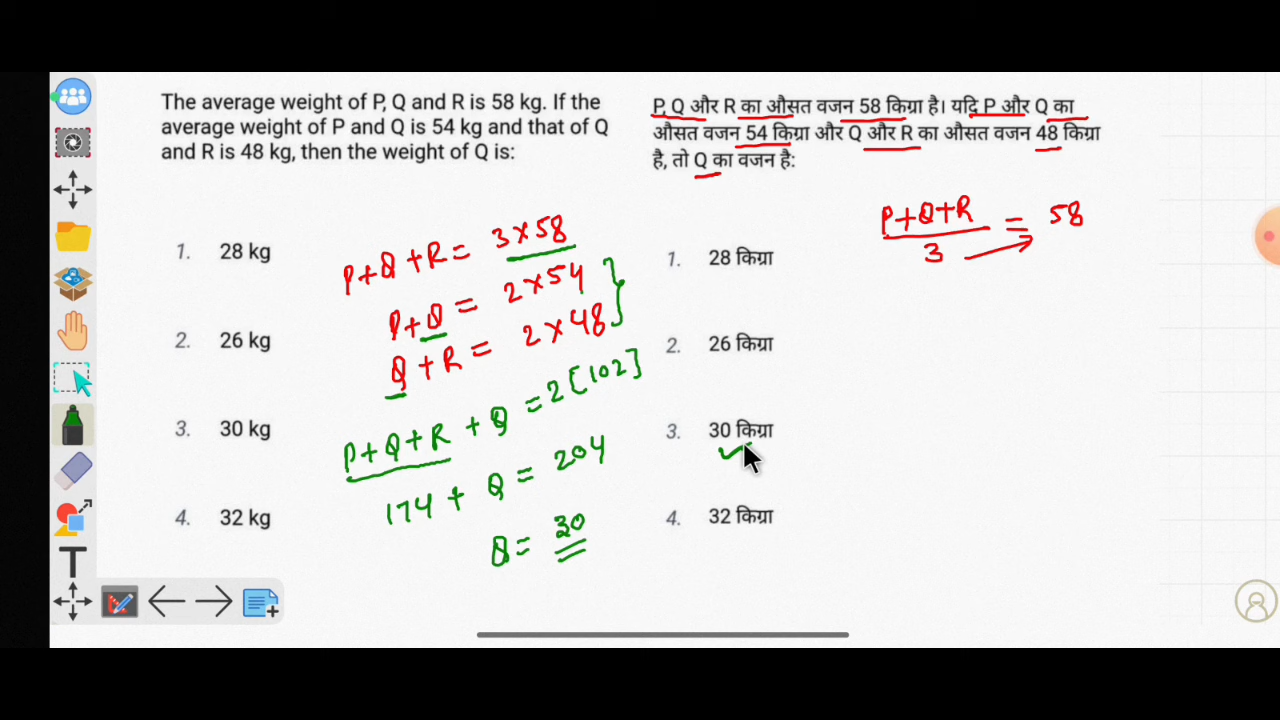 The average weight of P, Q and R is 58 kg. If the
average weight of P and Q is 54 kg and that of Q
and R is 48 kg, then the weight of Q is:
1. 28 kg
2. 26 kg
3. 30 kg
4. 32 kg
P+Q+R = 3×58
P+Q = 2×54
Q+R = 2×48
P+Q+R + Q = 2[102]
174 + Q = 204
Q = 30
P, Q और R का औसत वजन 58 किग्रा है। यदि P और Q का
औसत वजन 54 किग्रा और Q और R का औसत वजन 48 किग्रा
है, तो Q का वजन है:
P+Q+R = 58
3
1. 28 किग्रा
2. 26 किग्रा
3. 30 किग्रा
4. 32 किग्रा
T